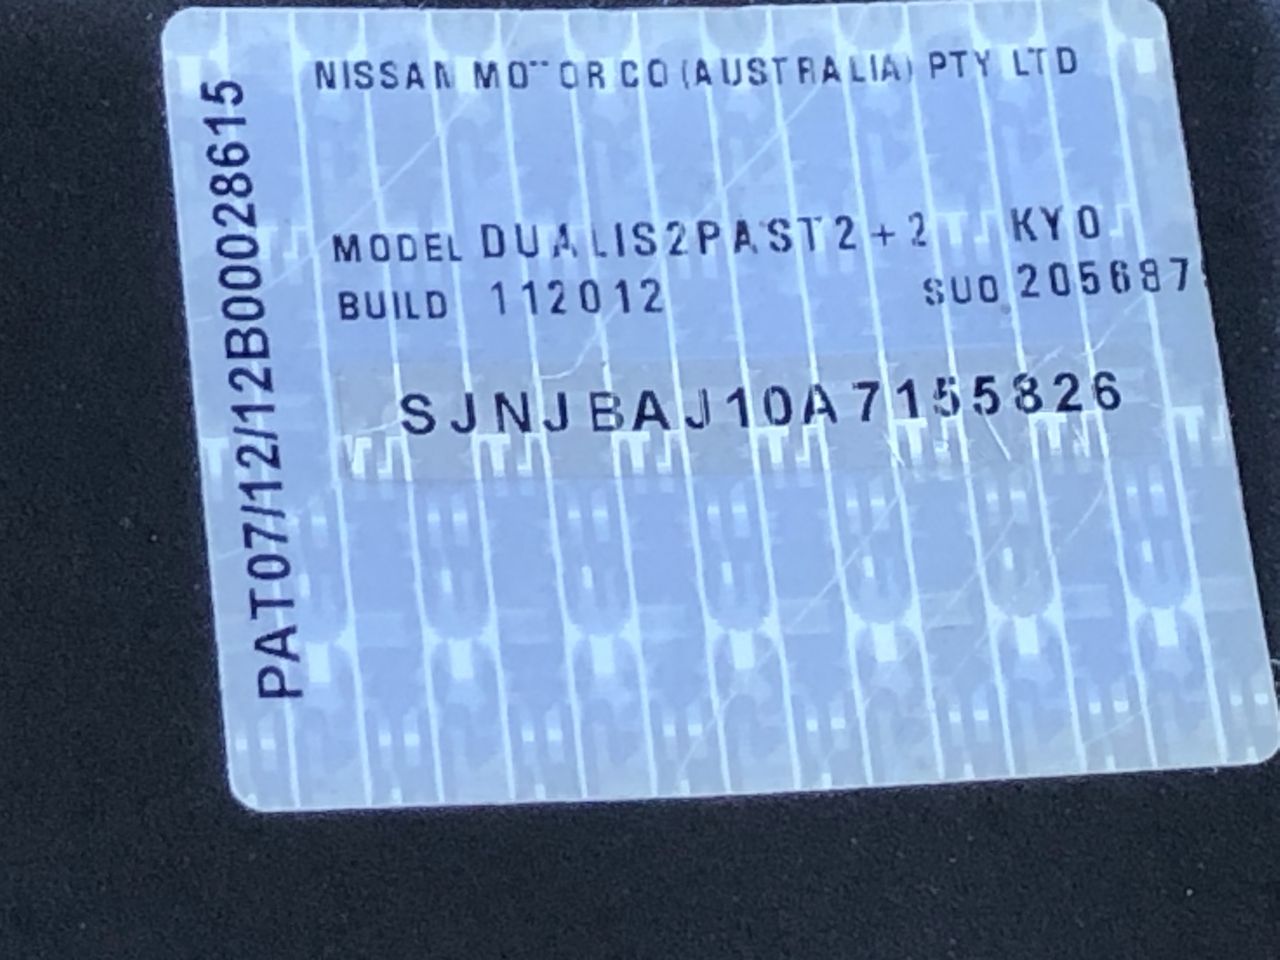 NISSAN MOTOR CO (AUSTRALIA) PTY LTD
MODEL DUALIS2PAST2+2 KY0
BUILD 112012 SU0 205687
SJNJBAJ10A7155826
PAT07/12/12B00028615